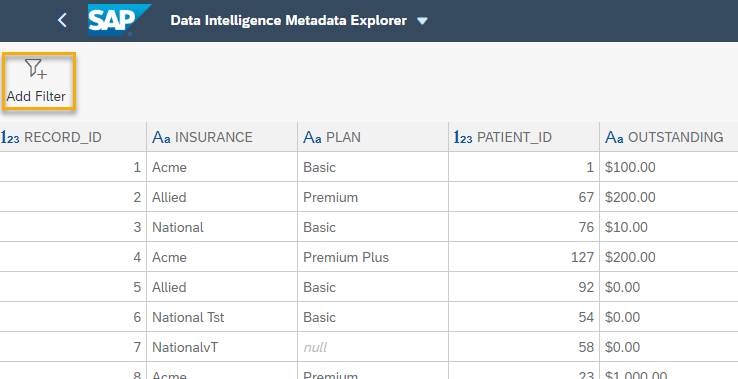 SAP Data Intelligence Metadata Explorer
Add Filter
123 RECORD_ID Aa INSURANCE Aa PLAN 123 PATIENT_ID Aa OUTSTANDING
1 Acme Basic 1 $100.00
2 Allied Premium 67 $200.00
3 National Basic 76 $10.00
4 Acme Premium Plus 127 $200.00
5 Allied Basic 92 $0.00
6 National Tst Basic 54 $0.00
7 NationalvT null 58 $0.00
8 Acme Premium 23 $1,000.00